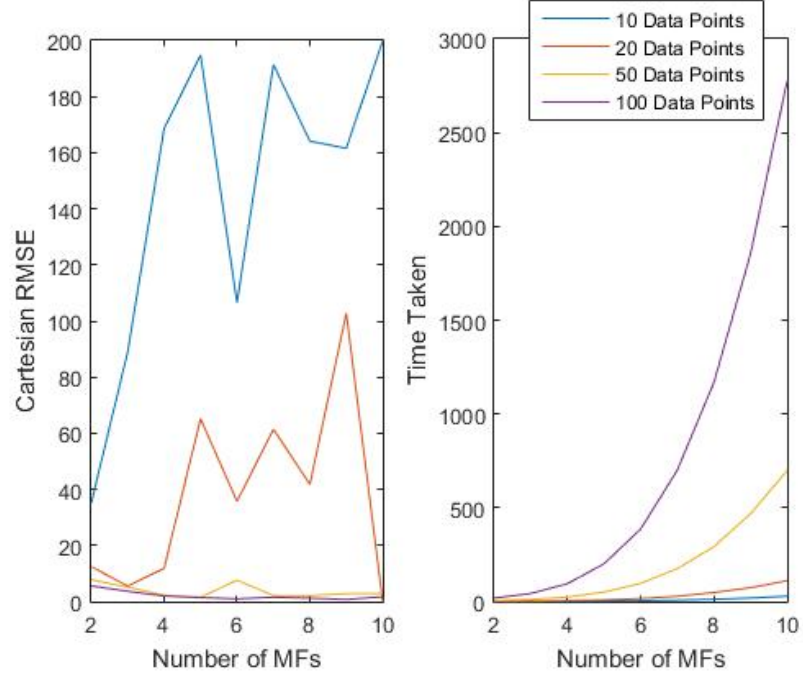 200
180
160
140
120
100
80
60
40
20
0
Cartesian RMSE
2 4 6 8 10
Number of MFs
10 Data Points
20 Data Points
50 Data Points
100 Data Points
3000
2500
2000
1500
1000
500
0
Time Taken
2 4 6 8 10
Number of MFs